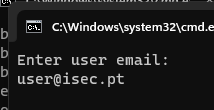 C:\Windows\system32\cmd.e
Enter user email:
user@isec.pt